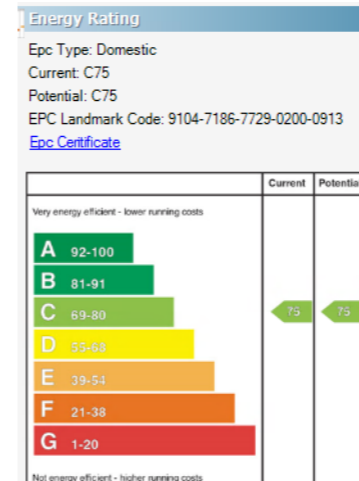 Energy Rating
Epc Type: Domestic
Current: C75
Potential: C75
EPC Landmark Code: 9104-7186-7729-0200-0913
Epc Ceritificate
Current Potentia
Very energy efficient - lower running costs
A 92-100
B 81-91
C 69-80 75 75
D 55-68
E 39-54
F 21-38
G 1-20
Not energy efficient - higher running costs